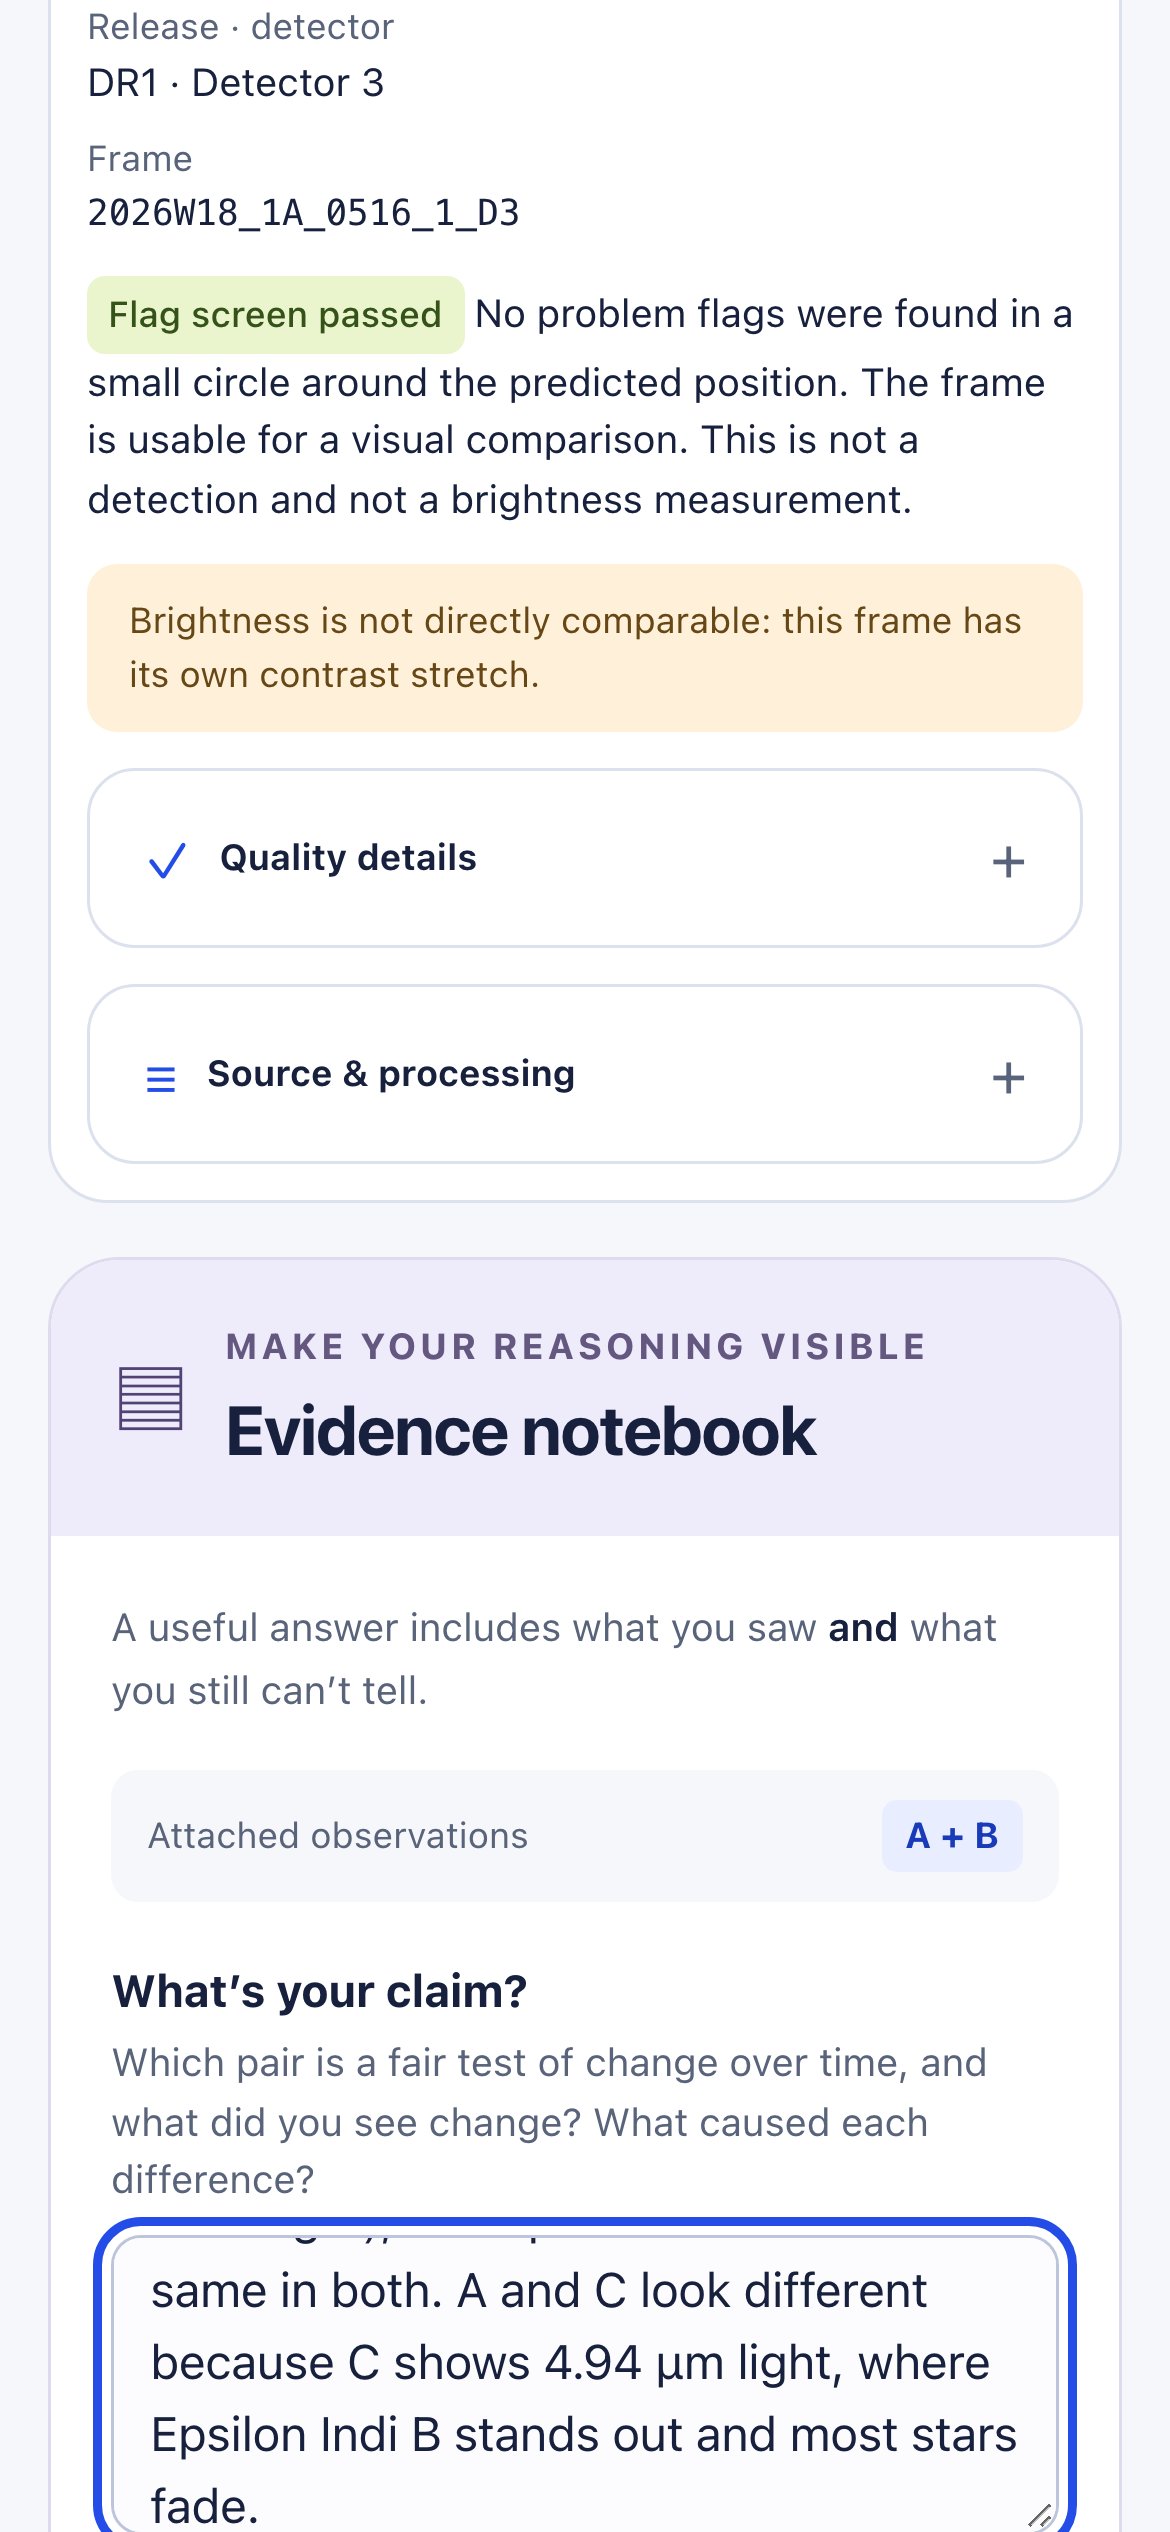 Release · detector
DR1 · Detector 3
Frame
2026W18_1A_0516_1_D3
Flag screen passed No problem flags were found in a
small circle around the predicted position. The frame
is usable for a visual comparison. This is not a
detection and not a brightness measurement.
Brightness is not directly comparable: this frame has
its own contrast stretch.
Quality details
Source & processing
MAKE YOUR REASONING VISIBLE
Evidence notebook
A useful answer includes what you saw and what
you still can’t tell.
Attached observations A + B
What’s your claim?
Which pair is a fair test of change over time, and
what did you see change? What caused each
difference?
same in both. A and C look different
because C shows 4.94 µm light, where
Epsilon Indi B stands out and most stars
fade.